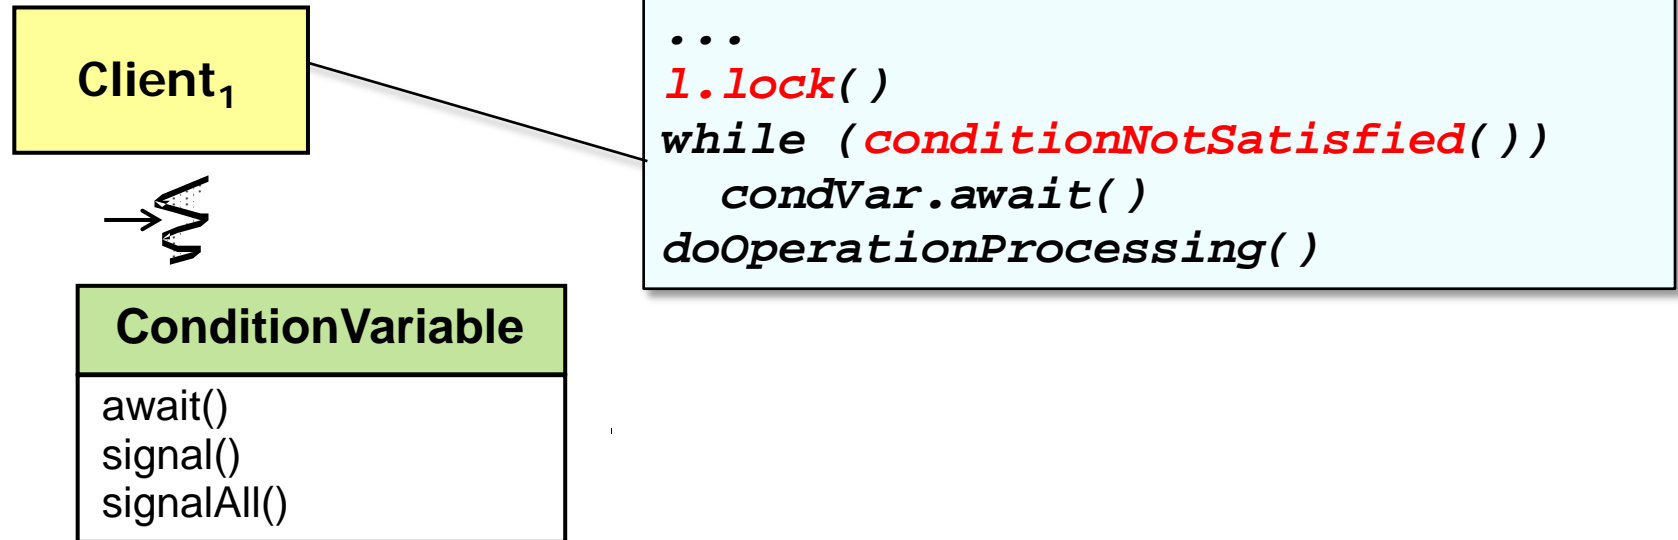 Client₁
...
l.lock()
while (conditionNotSatisfied())
  condVar.await()
doOperationProcessing()
ConditionVariable
await()
signal()
signalAll()